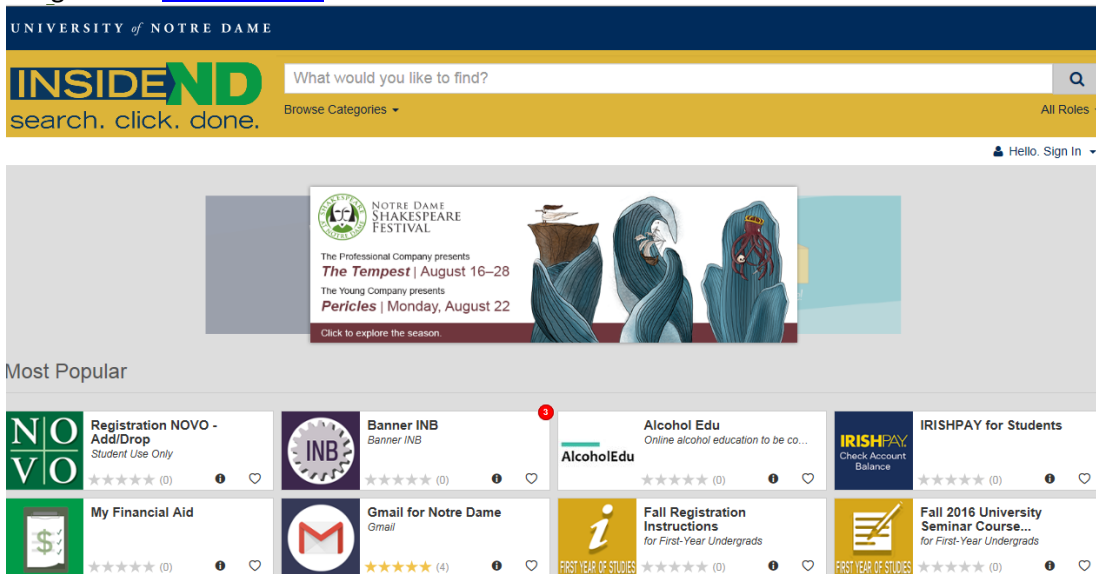 UNIVERSITY of NOTRE DAME
INSIDEND
search. click. done.
What would you like to find?
Browse Categories
All Roles
Hello. Sign In
SHAKESPEARE
AT NOTRE DAME
NOTRE DAME
SHAKESPEARE
FESTIVAL
The Professional Company presents
The Tempest | August 16–28
The Young Company presents
Pericles | Monday, August 22
Click to explore the season.
Most Popular
NOVO
Registration NOVO -
Add/Drop
Student Use Only
(0)
INB
Banner INB
Banner INB
(0)
3
AlcoholEdu
Alcohol Edu
Online alcohol education to be co...
(0)
IRISHPAY
Check Account
Balance
IRISHPAY for Students
(0)
My Financial Aid
(0)
Gmail for Notre Dame
Gmail
(4)
FIRST YEAR OF STUDIES
Fall Registration
Instructions
for First-Year Undergrads
(0)
FIRST YEAR OF STUDIES
Fall 2016 University
Seminar Course...
for First-Year Undergrads
(0)